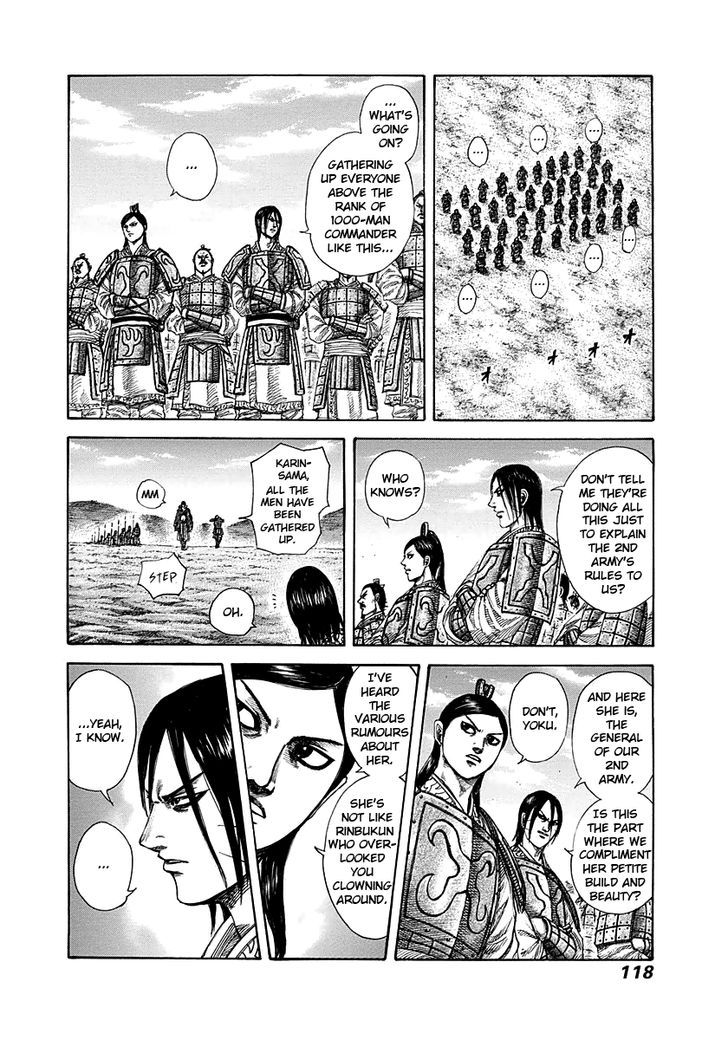 ...
...
...
...
...
...
...
...
WHAT'S
GOING
ON?
GATHERING
UP EVERYONE
ABOVE THE
RANK OF
1000-MAN
COMMANDER
LIKE THIS...
...
DON'T TELL
ME THEY'RE
DOING ALL
THIS JUST
TO EXPLAIN
THE 2ND
ARMY'S
RULES TO
US?
WHO
KNOWS?
KARIN-
SAMA,
ALL THE
MEN HAVE
BEEN
GATHERED
UP.
MM
STEP
OH.
AND HERE
SHE IS,
THE
GENERAL
OF OUR
2ND
ARMY.
IS THIS
THE PART
WHERE WE
COMPLIMENT
HER PETITE
BUILD AND
BEAUTY?
DON'T,
YOKU.
I'VE
HEARD
THE
VARIOUS
RUMOURS
ABOUT
HER.
SHE'S
NOT LIKE
RINBUKUN
WHO OVER-
LOOKED
YOU
CLOWNING
AROUND.
...YEAH,
I KNOW.
...
118